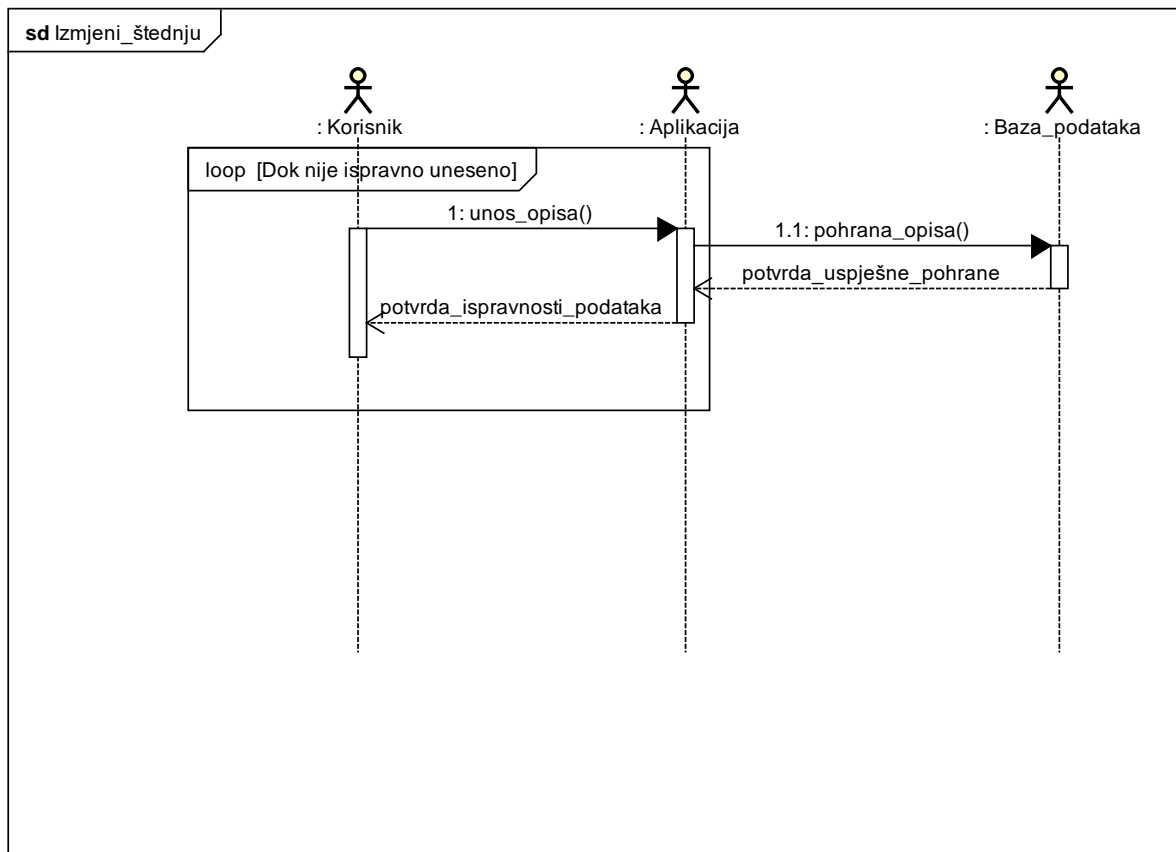 sd Izmjeni_štednju
: Korisnik
: Aplikacija
: Baza_podataka
loop [Dok nije ispravno uneseno]
1: unos_opisa()
1.1: pohrana_opisa()
potvrda_uspješne_pohrane
potvrda_ispravnosti_podataka